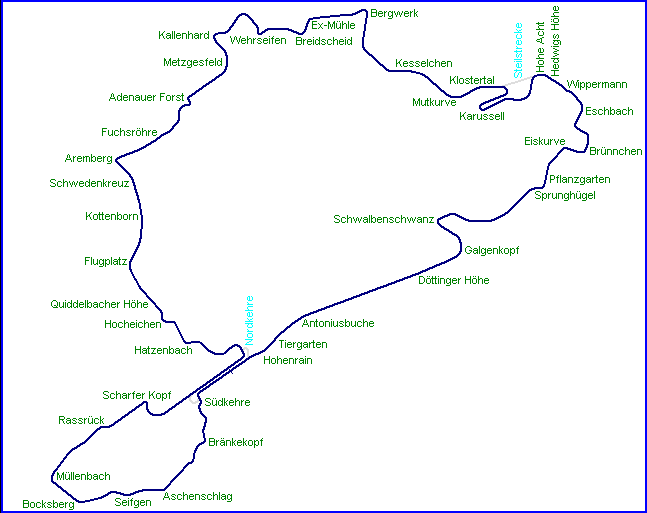 Bergwerk
Ex-Mühle
Kallenhard
Wehrseifen
Breidscheid
Steilstrecke
Hohe Acht
Hedwigs Höhe
Metzgesfeld
Kesselchen
Klostertal
Wippermann
Adenauer Forst
Mutkurve
Karussell
Eschbach
Fuchsröhre
Eiskurve
Brünnchen
Aremberg
Schwedenkreuz
Pflanzgarten
Sprunghügel
Kottenborn
Schwalbenschwanz
Galgenkopf
Flugplatz
Döttinger Höhe
Quiddelbacher Höhe
Nordkehre
Hocheichen
Antoniusbuche
Hatzenbach
Tiergarten
Hohenrain
Scharfer Kopf
Südkehre
Rassrück
Bränkekopf
Müllenbach
Aschenschlag
Bocksberg
Seifgen